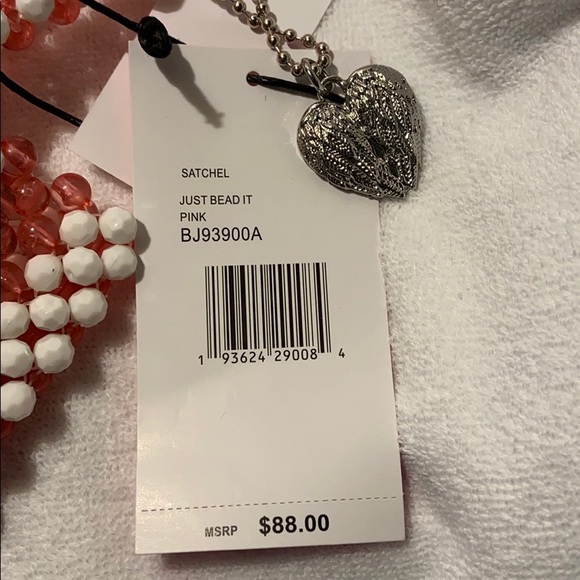 SATCHEL
JUST BEAD IT
PINK
BJ93900A
1 93624 29008 4
MSRP $88.00